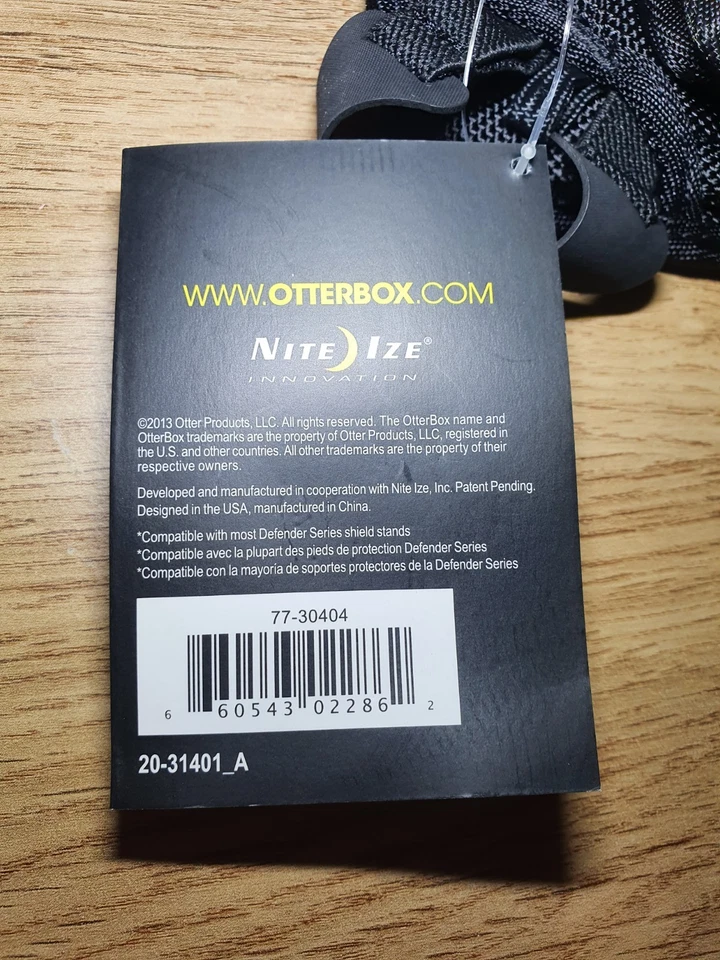 WWW.OTTERBOX.COM
NITE IZE®
INNOVATION
©2013 Otter Products, LLC. All rights reserved. The OtterBox name and
OtterBox trademarks are the property of Otter Products, LLC, registered in
the U.S. and other countries. All other trademarks are the property of their
respective owners.
Developed and manufactured in cooperation with Nite Ize, Inc. Patent Pending.
Designed in the USA, manufactured in China.
*Compatible with most Defender Series shield stands
*Compatible avec la plupart des pieds de protection Defender Series
*Compatible con la mayoría de soportes protectores de la Defender Series
77-30404
6 60543 02286 2
20-31401_A